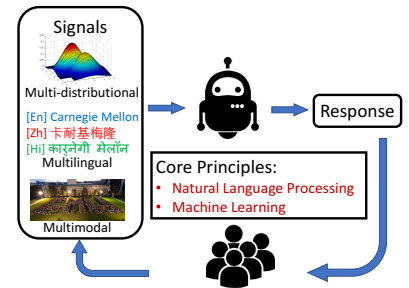 Signals
Multi-distributional
[En] Carnegie Mellon
[Zh] 卡耐基梅隆
[Hi] कार्नेगी मेलॉन
Multilingual
Multimodal
Response
Core Principles:
• Natural Language Processing
• Machine Learning